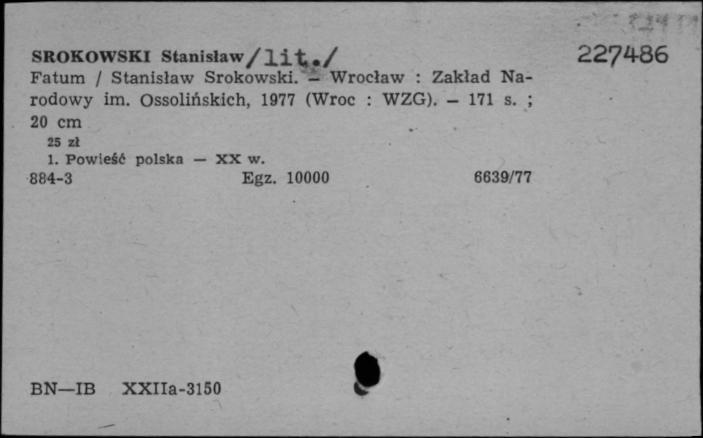 SROKOWSKI Stanisław /lit./ 227486
Fatum / Stanisław Srokowski. — Wrocław : Zakład Na-
rodowy im. Ossolińskich, 1977 (Wroc : WZG). — 171 s. ;
20 cm
25 zł
1. Powieść polska — XX w.
884-3 Egz. 10000 6639/77
BN—IB XXIIa-3150